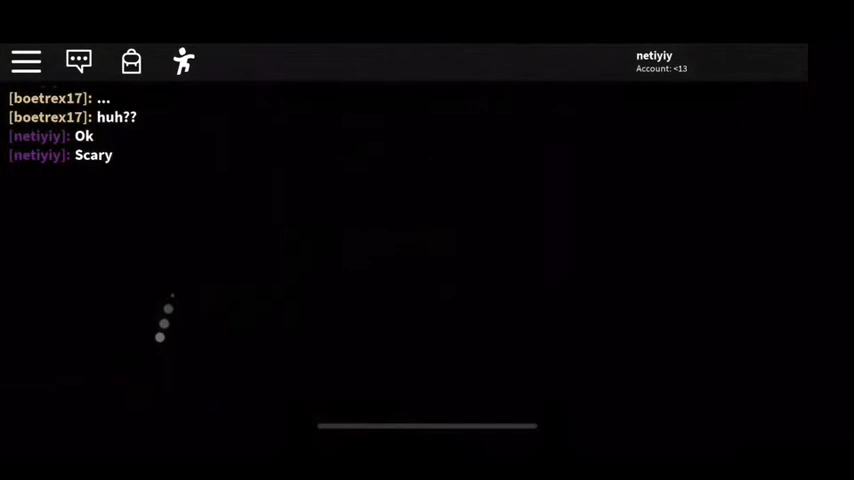 netiyiy
Account: <13
[boetrex17]: ...
[boetrex17]: huh??
[netiyiy]: Ok
[netiyiy]: Scary